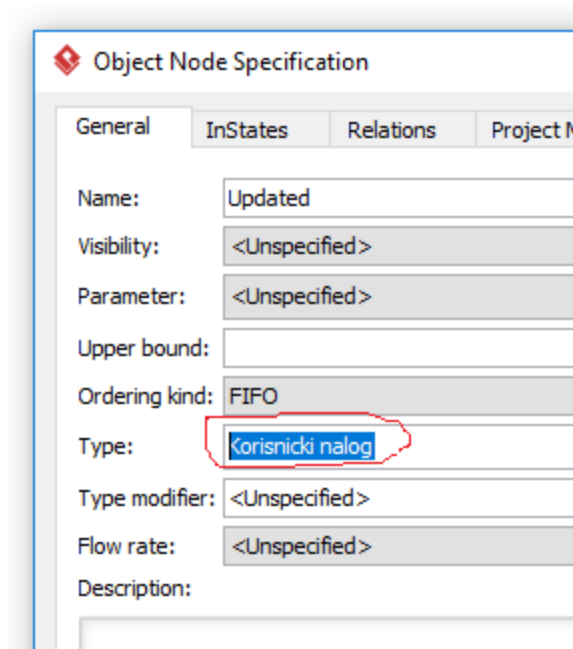 Object Node Specification
General InStates Relations Project
Name: Updated
Visibility: <Unspecified>
Parameter: <Unspecified>
Upper bound:
Ordering kind: FIFO
Type: Korisnicki nalog
Type modifier: <Unspecified>
Flow rate: <Unspecified>
Description: